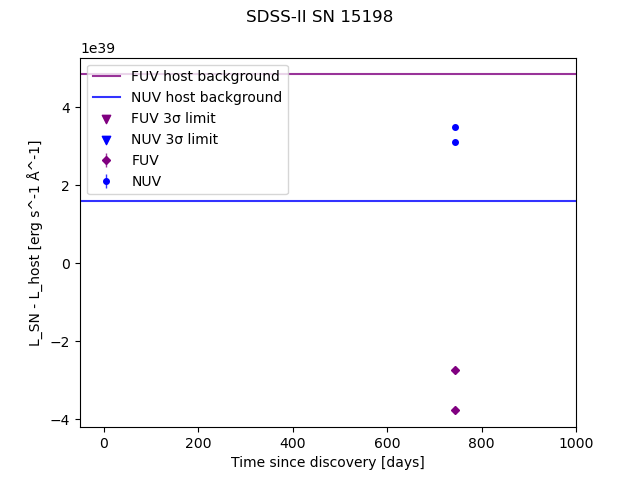 SDSS-II SN 15198
1e39
FUV host background
NUV host background
FUV 3σ limit
NUV 3σ limit
FUV
NUV
L_SN - L_host [erg s^-1 Å^-1]
4
2
0
−2
−4
0 200 400 600 800 1000
Time since discovery [days]